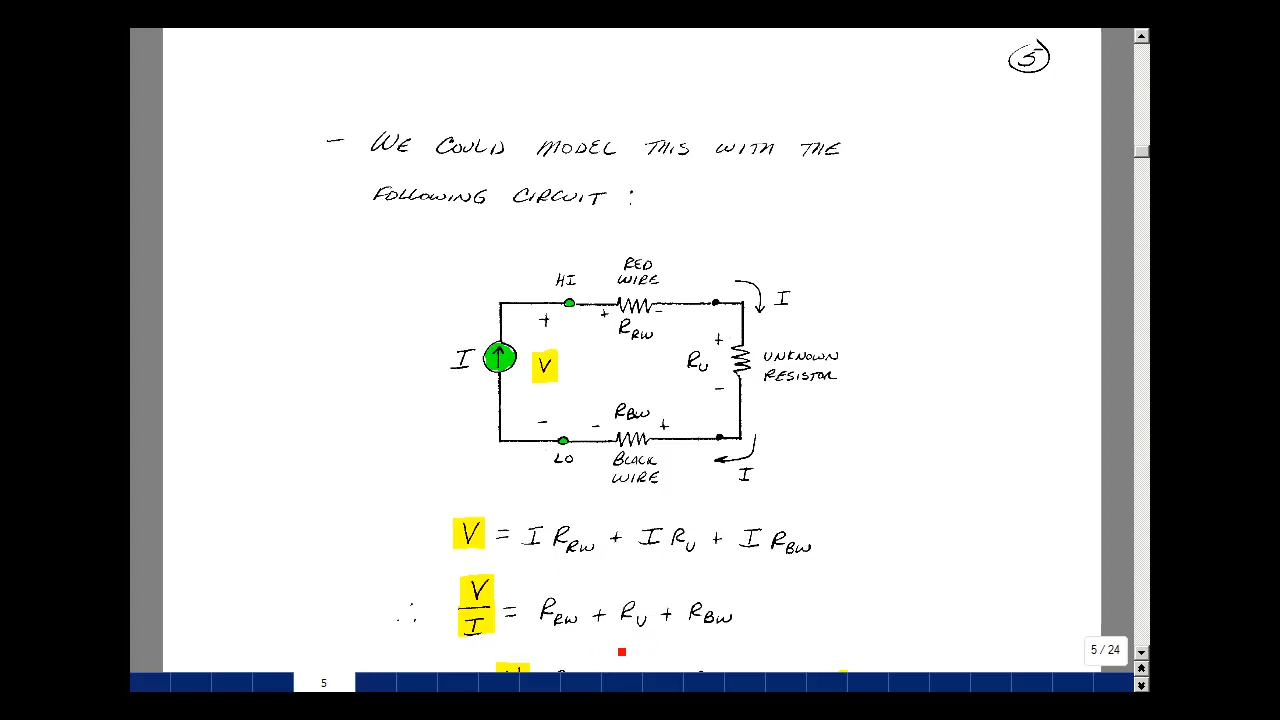 5
- WE COULD MODEL THIS WITH THE
FOLLOWING CIRCUIT :
RED
WIRE
HI
I
+
+ -
R_RW
+
I
V
R_U
UNKNOWN
RESISTOR
-
R_BW
-
- +
LO
BLACK
WIRE
I
V = I R_RW + I R_U + I R_BW
∴ V/I = R_RW + R_U + R_BW
5 / 24
5